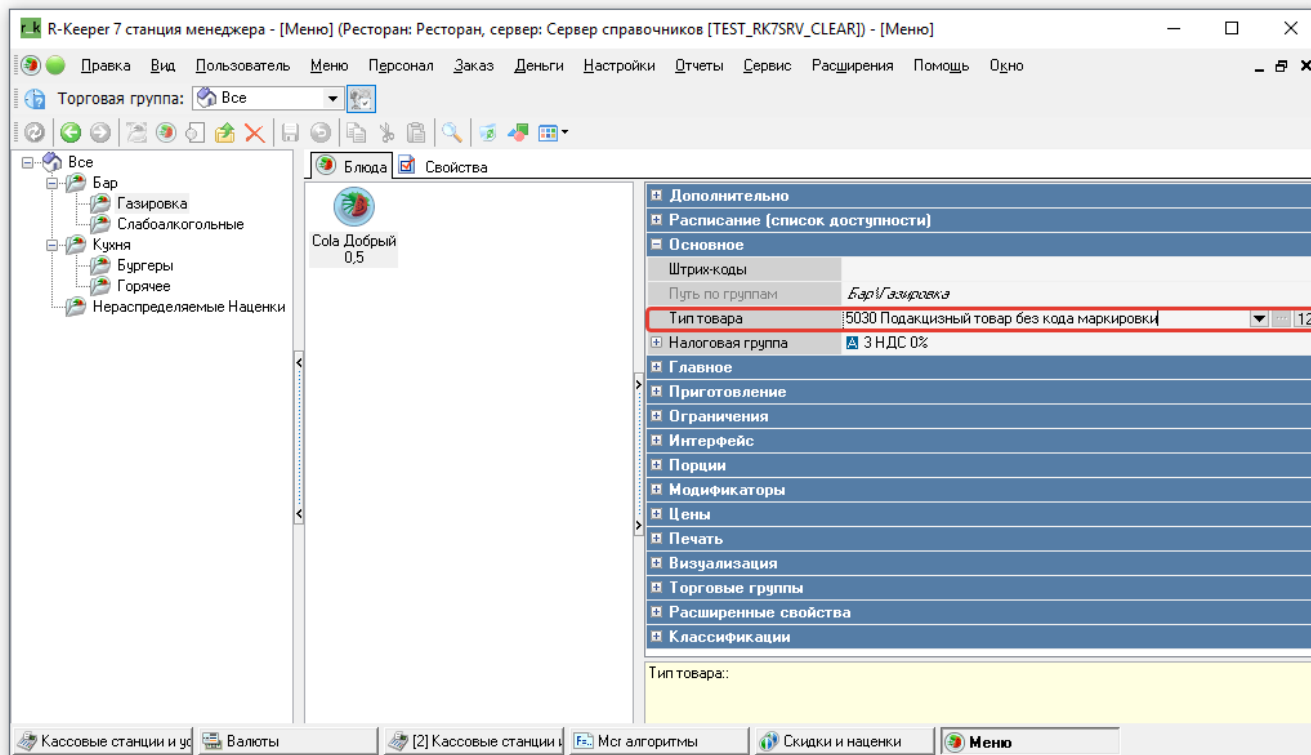 R-Keeper 7 станция менеджера - [Меню] (Ресторан: Ресторан, сервер: Сервер справочников [TEST_RK7SRV_CLEAR]) - [Меню]
Правка Вид Пользователь Меню Персонал Заказ Деньги Настройки Отчеты Сервис Расширения Помощь Окно
Торговая группа: Все
Все
Бар
Газировка
Слабоалкогольные
Кухня
Бургеры
Горячее
Нераспределяемые Наценки
Блюда Свойства
Cola Добрый
0,5
Дополнительно
Расписание (список доступности)
Основное
Штрих-коды
Путь по группам Бар\Газировка
Тип товара 5030 Подакцизный товар без кода маркировки 12
Налоговая группа 3 НДС 0%
Главное
Приготовление
Ограничения
Интерфейс
Порции
Модификаторы
Цены
Печать
Визуализация
Торговые группы
Расширенные свойства
Классификации
Тип товара::
Кассовые станции и ус Валюты [2] Кассовые станции и Mcr алгоритмы Скидки и наценки Меню